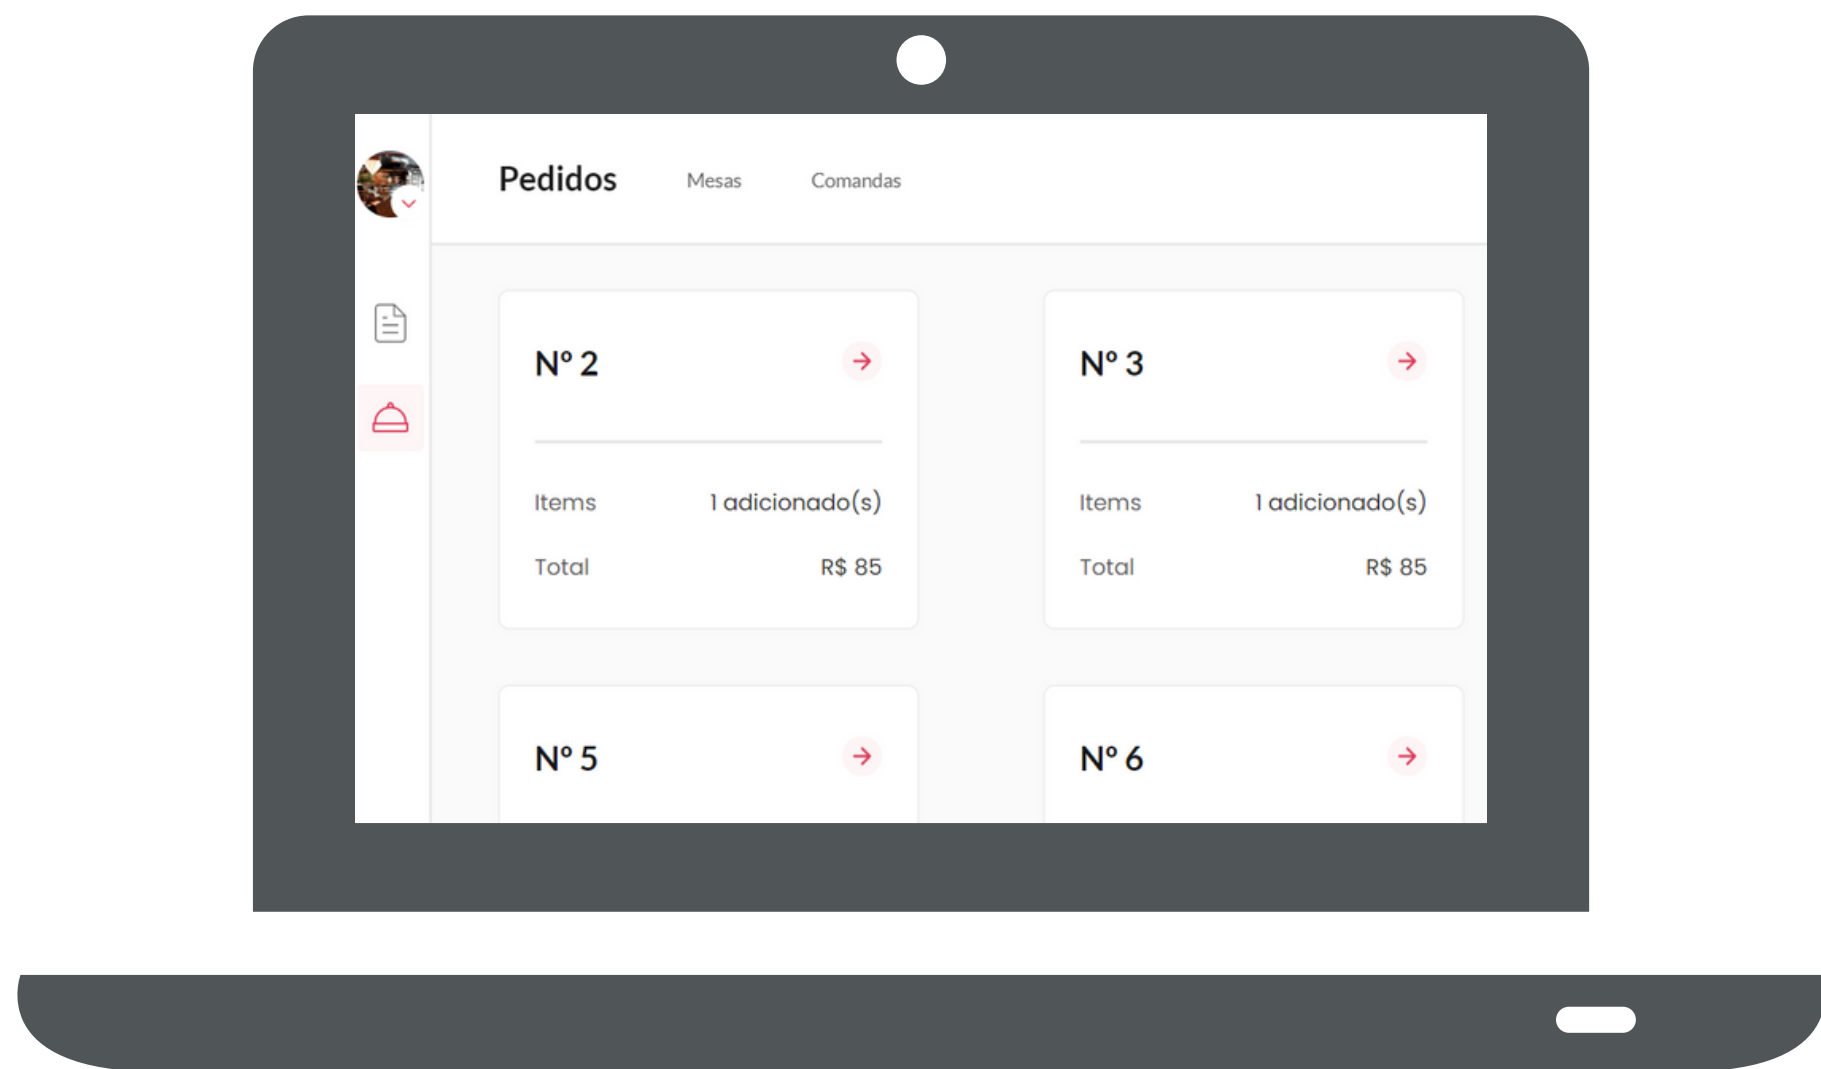 Pedidos Mesas Comandas
Nº 2
Items 1 adicionado(s)
Total R$ 85
Nº 3
Items 1 adicionado(s)
Total R$ 85
Nº 5
Nº 6